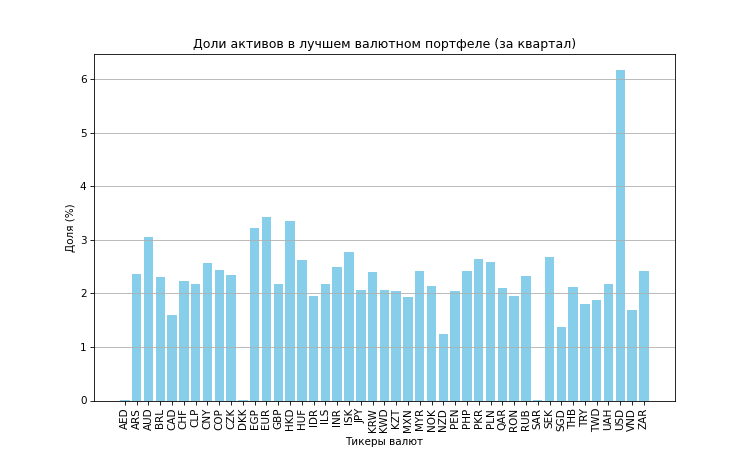 Доли активов в лучшем валютном портфеле (за квартал)
Доля (%)
6
5
4
3
2
1
0
AED ARS AUD BRL CAD CHF CLP CNY COP CZK DKK EGP EUR GBP HKD HUF IDR ILS INR ISK JPY KRW KWD KZT MXN MYR NOK NZD PEN PHP PKR PLN QAR RON RUB SAR SEK SGD THB TRY TWD UAH USD VND ZAR
Тикеры валют